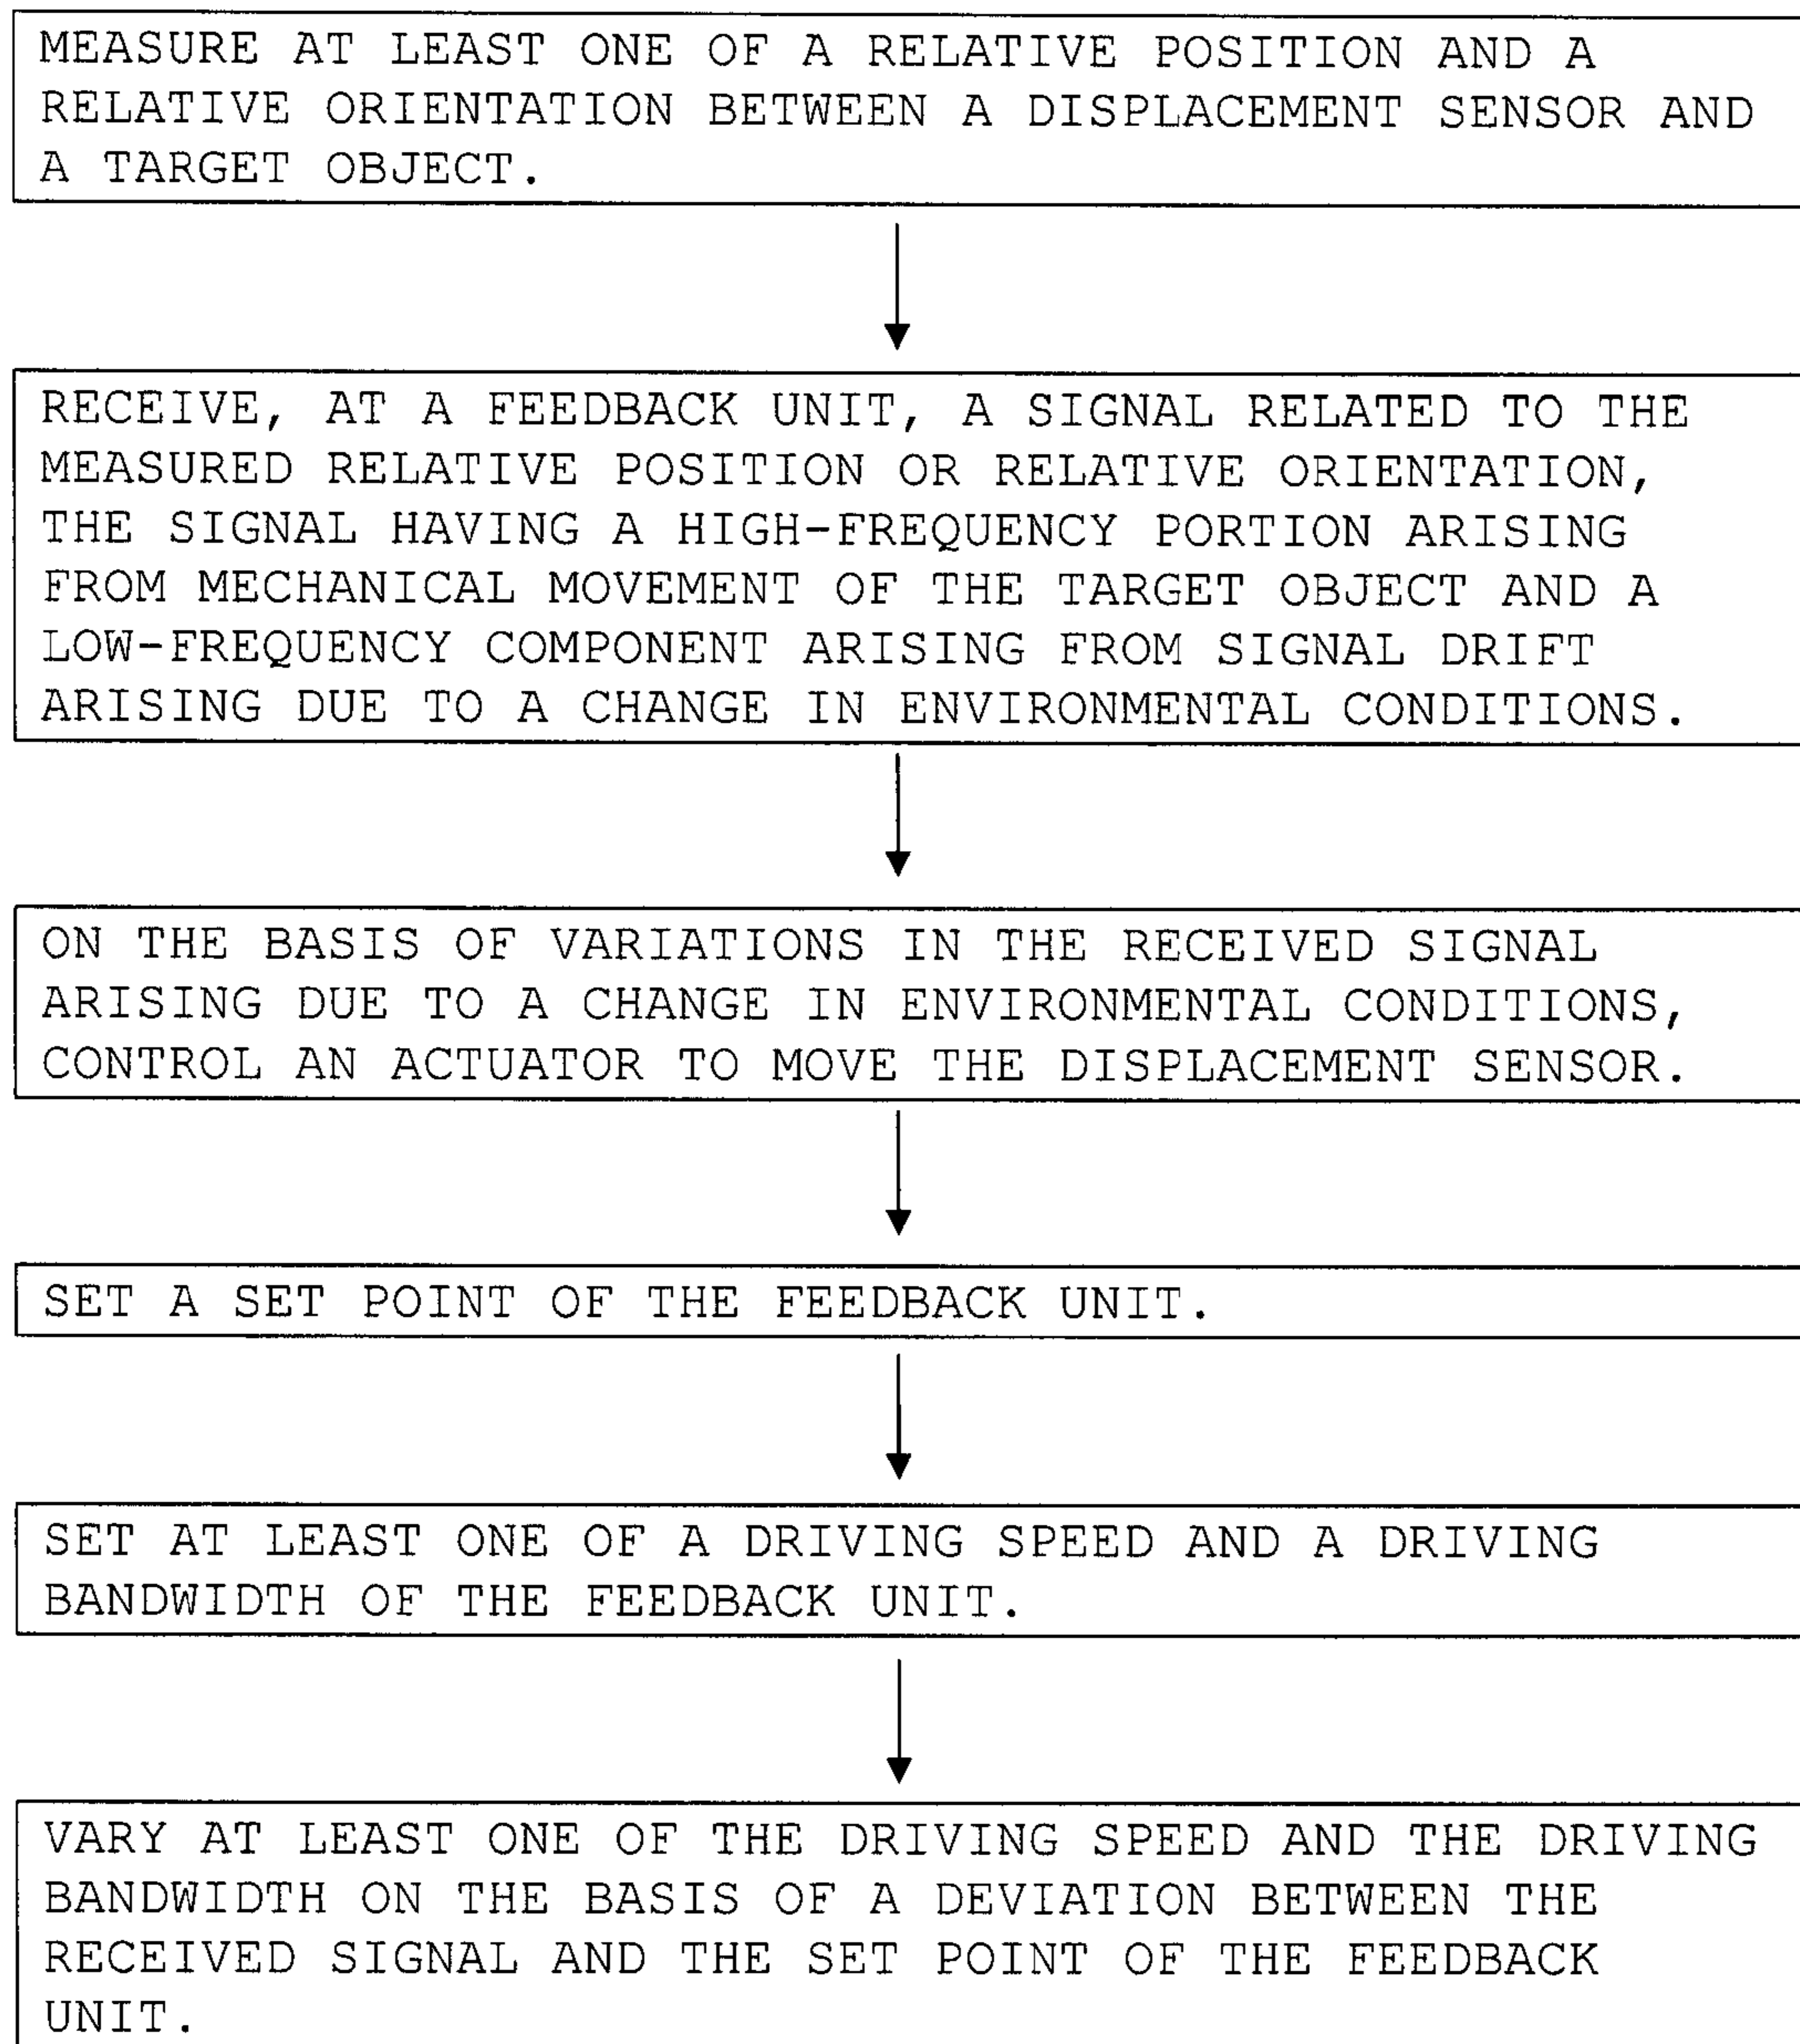 MEASURE AT LEAST ONE OF A RELATIVE POSITION AND A
RELATIVE ORIENTATION BETWEEN A DISPLACEMENT SENSOR AND
A TARGET OBJECT.
RECEIVE, AT A FEEDBACK UNIT, A SIGNAL RELATED TO THE
MEASURED RELATIVE POSITION OR RELATIVE ORIENTATION,
THE SIGNAL HAVING A HIGH-FREQUENCY PORTION ARISING
FROM MECHANICAL MOVEMENT OF THE TARGET OBJECT AND A
LOW-FREQUENCY COMPONENT ARISING FROM SIGNAL DRIFT
ARISING DUE TO A CHANGE IN ENVIRONMENTAL CONDITIONS.
ON THE BASIS OF VARIATIONS IN THE RECEIVED SIGNAL
ARISING DUE TO A CHANGE IN ENVIRONMENTAL CONDITIONS,
CONTROL AN ACTUATOR TO MOVE THE DISPLACEMENT SENSOR.
SET A SET POINT OF THE FEEDBACK UNIT.
SET AT LEAST ONE OF A DRIVING SPEED AND A DRIVING
BANDWIDTH OF THE FEEDBACK UNIT.
VARY AT LEAST ONE OF THE DRIVING SPEED AND THE DRIVING
BANDWIDTH ON THE BASIS OF A DEVIATION BETWEEN THE
RECEIVED SIGNAL AND THE SET POINT OF THE FEEDBACK
UNIT.